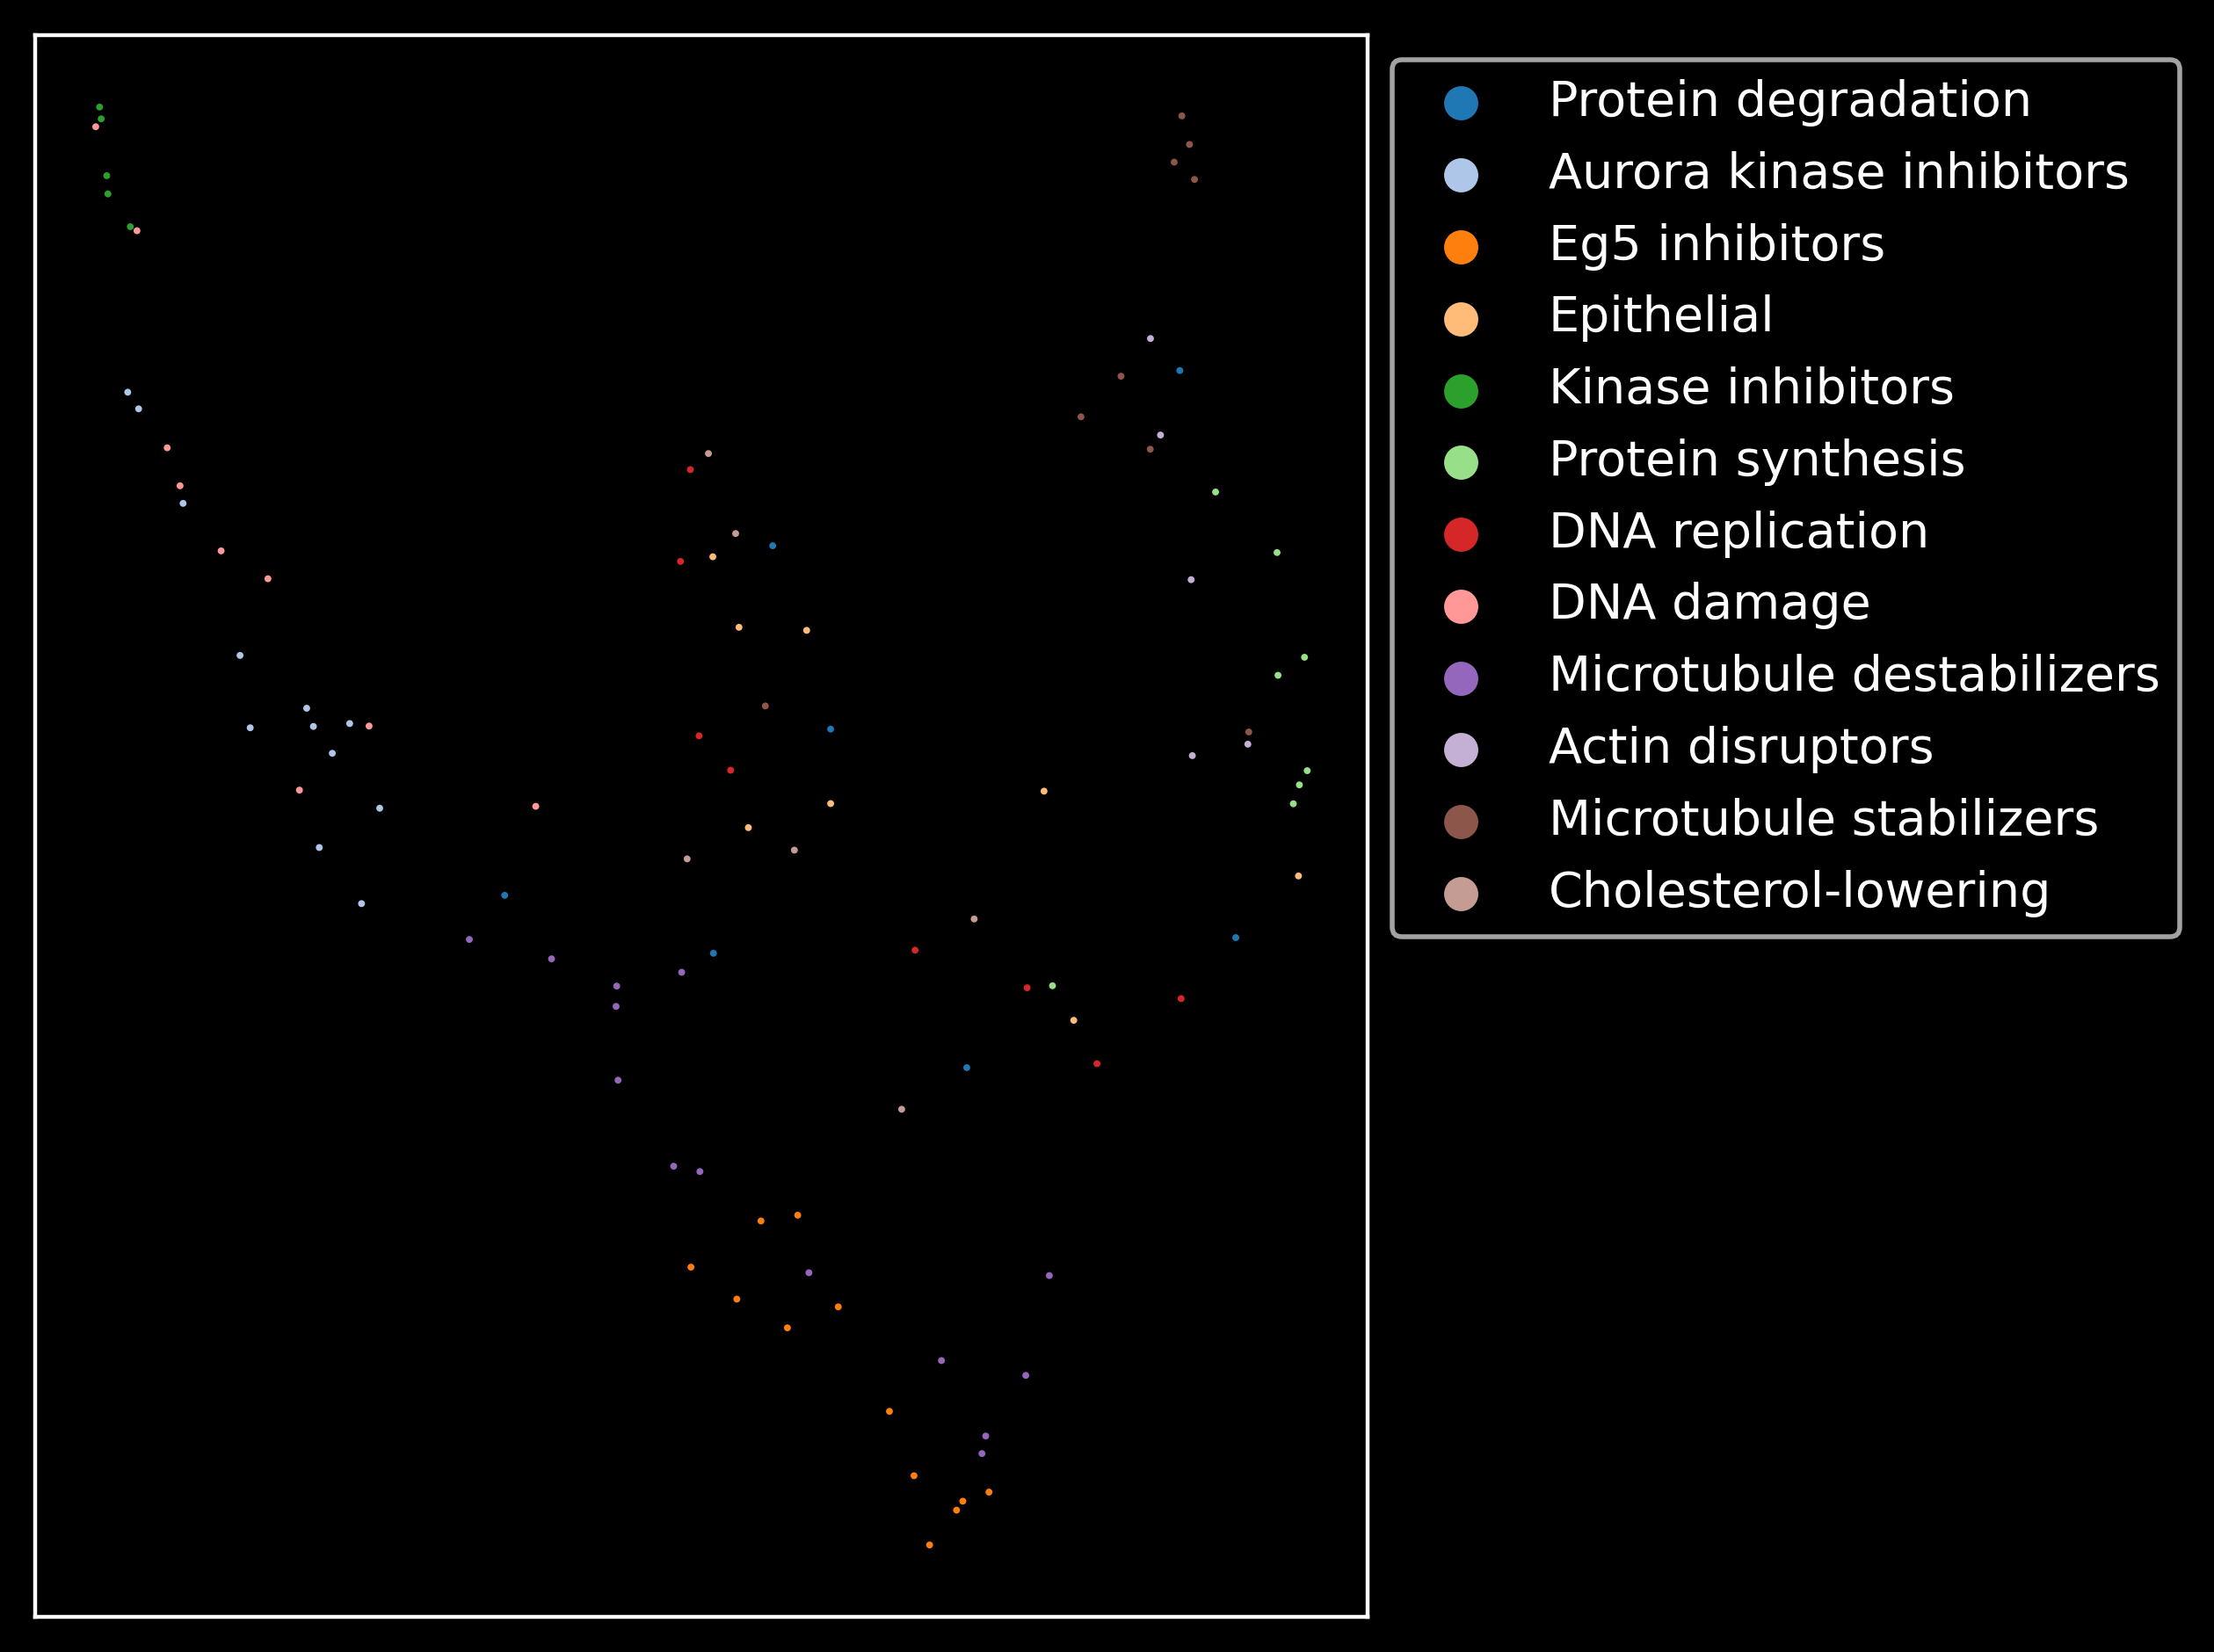 Protein degradation
Aurora kinase inhibitors
Eg5 inhibitors
Epithelial
Kinase inhibitors
Protein synthesis
DNA replication
DNA damage
Microtubule destabilizers
Actin disruptors
Microtubule stabilizers
Cholesterol-lowering